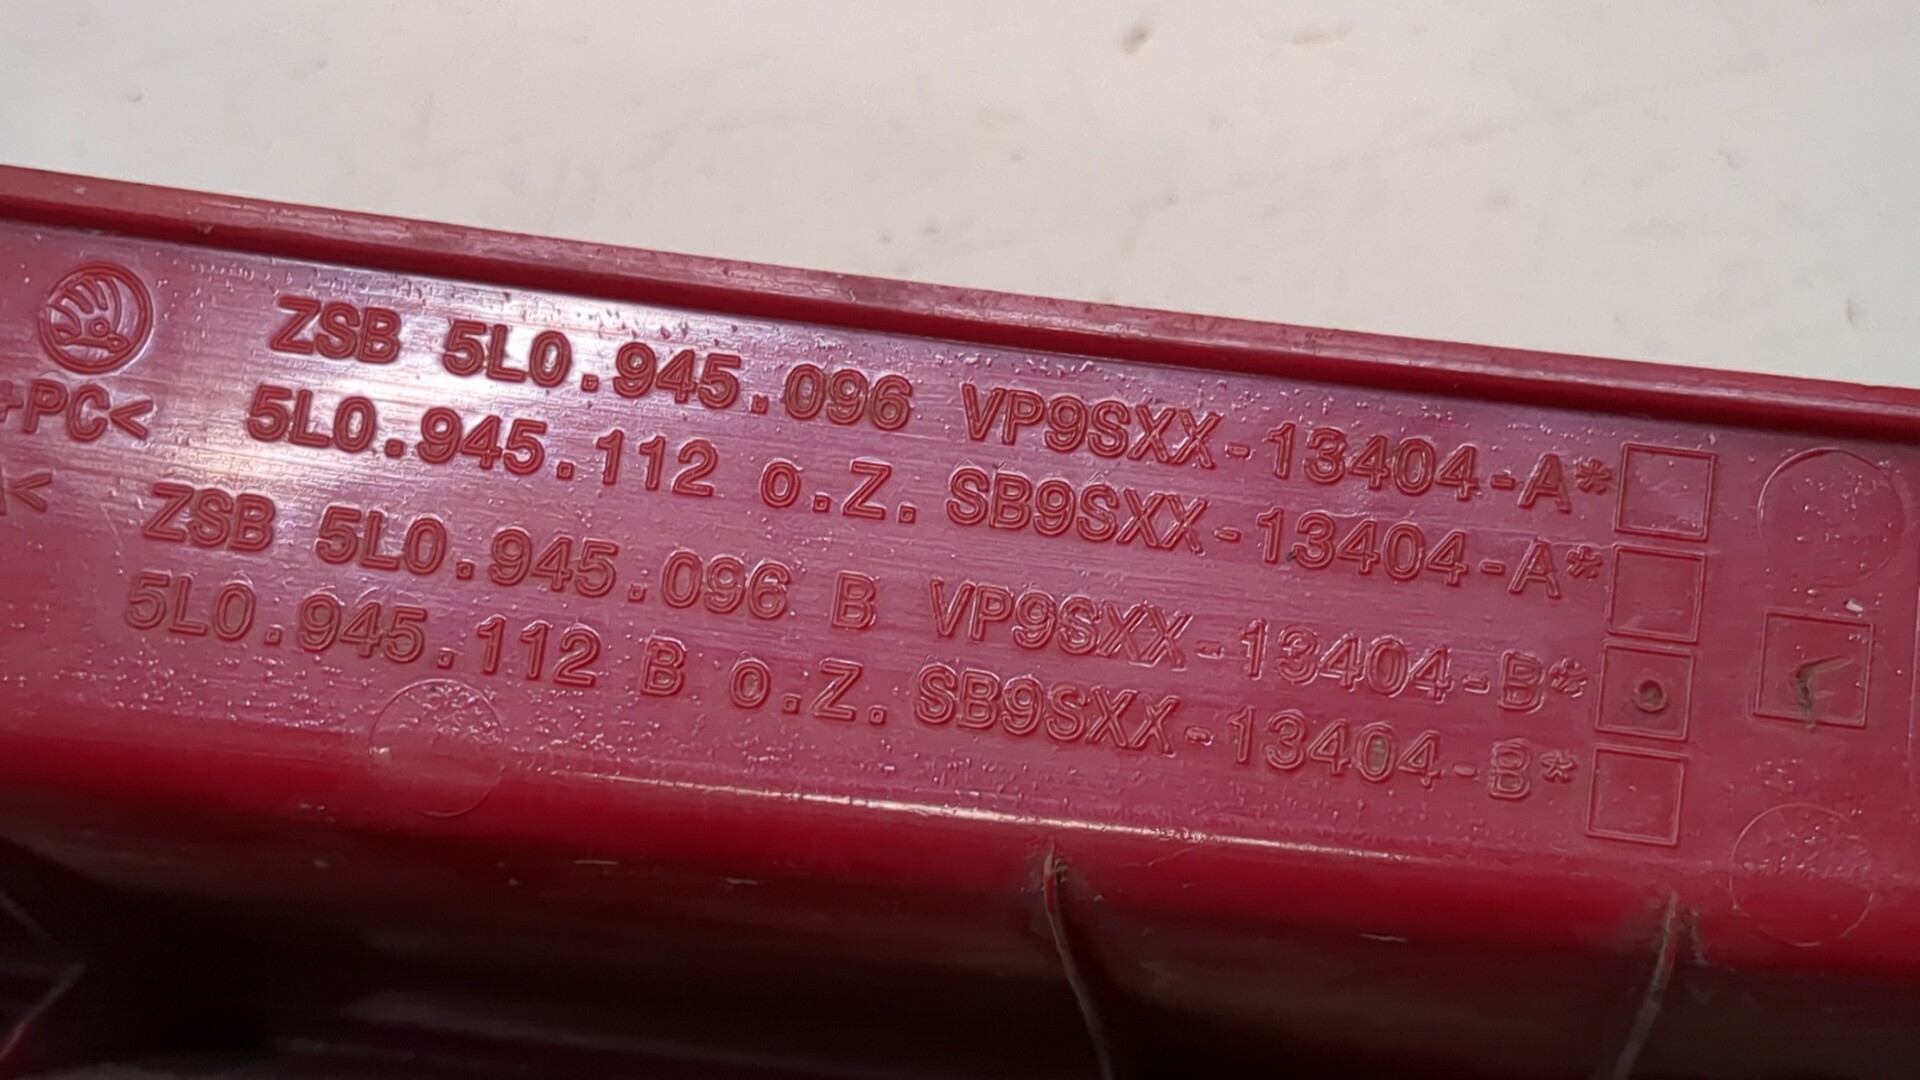 ZSB 5L0.945.096 VP9SXX-13404-A*
+PC< 5L0.945.112 o.Z. SB9SXX-13404-A*
ZSB 5L0.945.096 B VP9SXX-13404-B*
5L0.945.112 B o.Z. SB9SXX-13404-B*